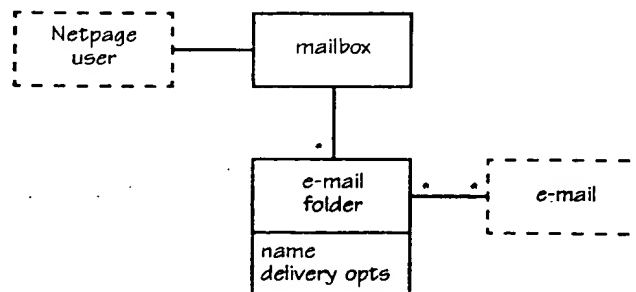 Netpage
user
mailbox
*
e-mail
folder
* *
e-mail
name
delivery opts